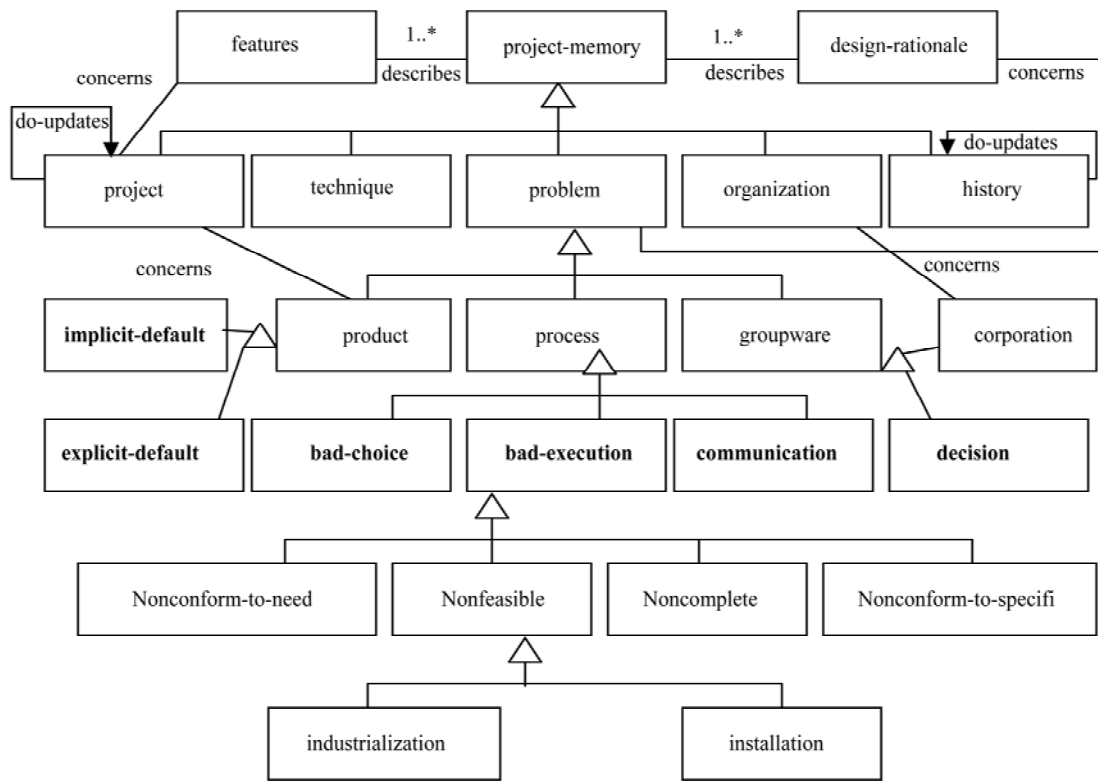 features
1..*
project-memory
1..*
design-rationale
concerns
describes
describes
concerns
do-updates
do-updates
project
technique
problem
organization
history
concerns
concerns
implicit-default
product
process
groupware
corporation
explicit-default
bad-choice
bad-execution
communication
decision
Nonconform-to-need
Nonfeasible
Noncomplete
Nonconform-to-specifi
industrialization
installation